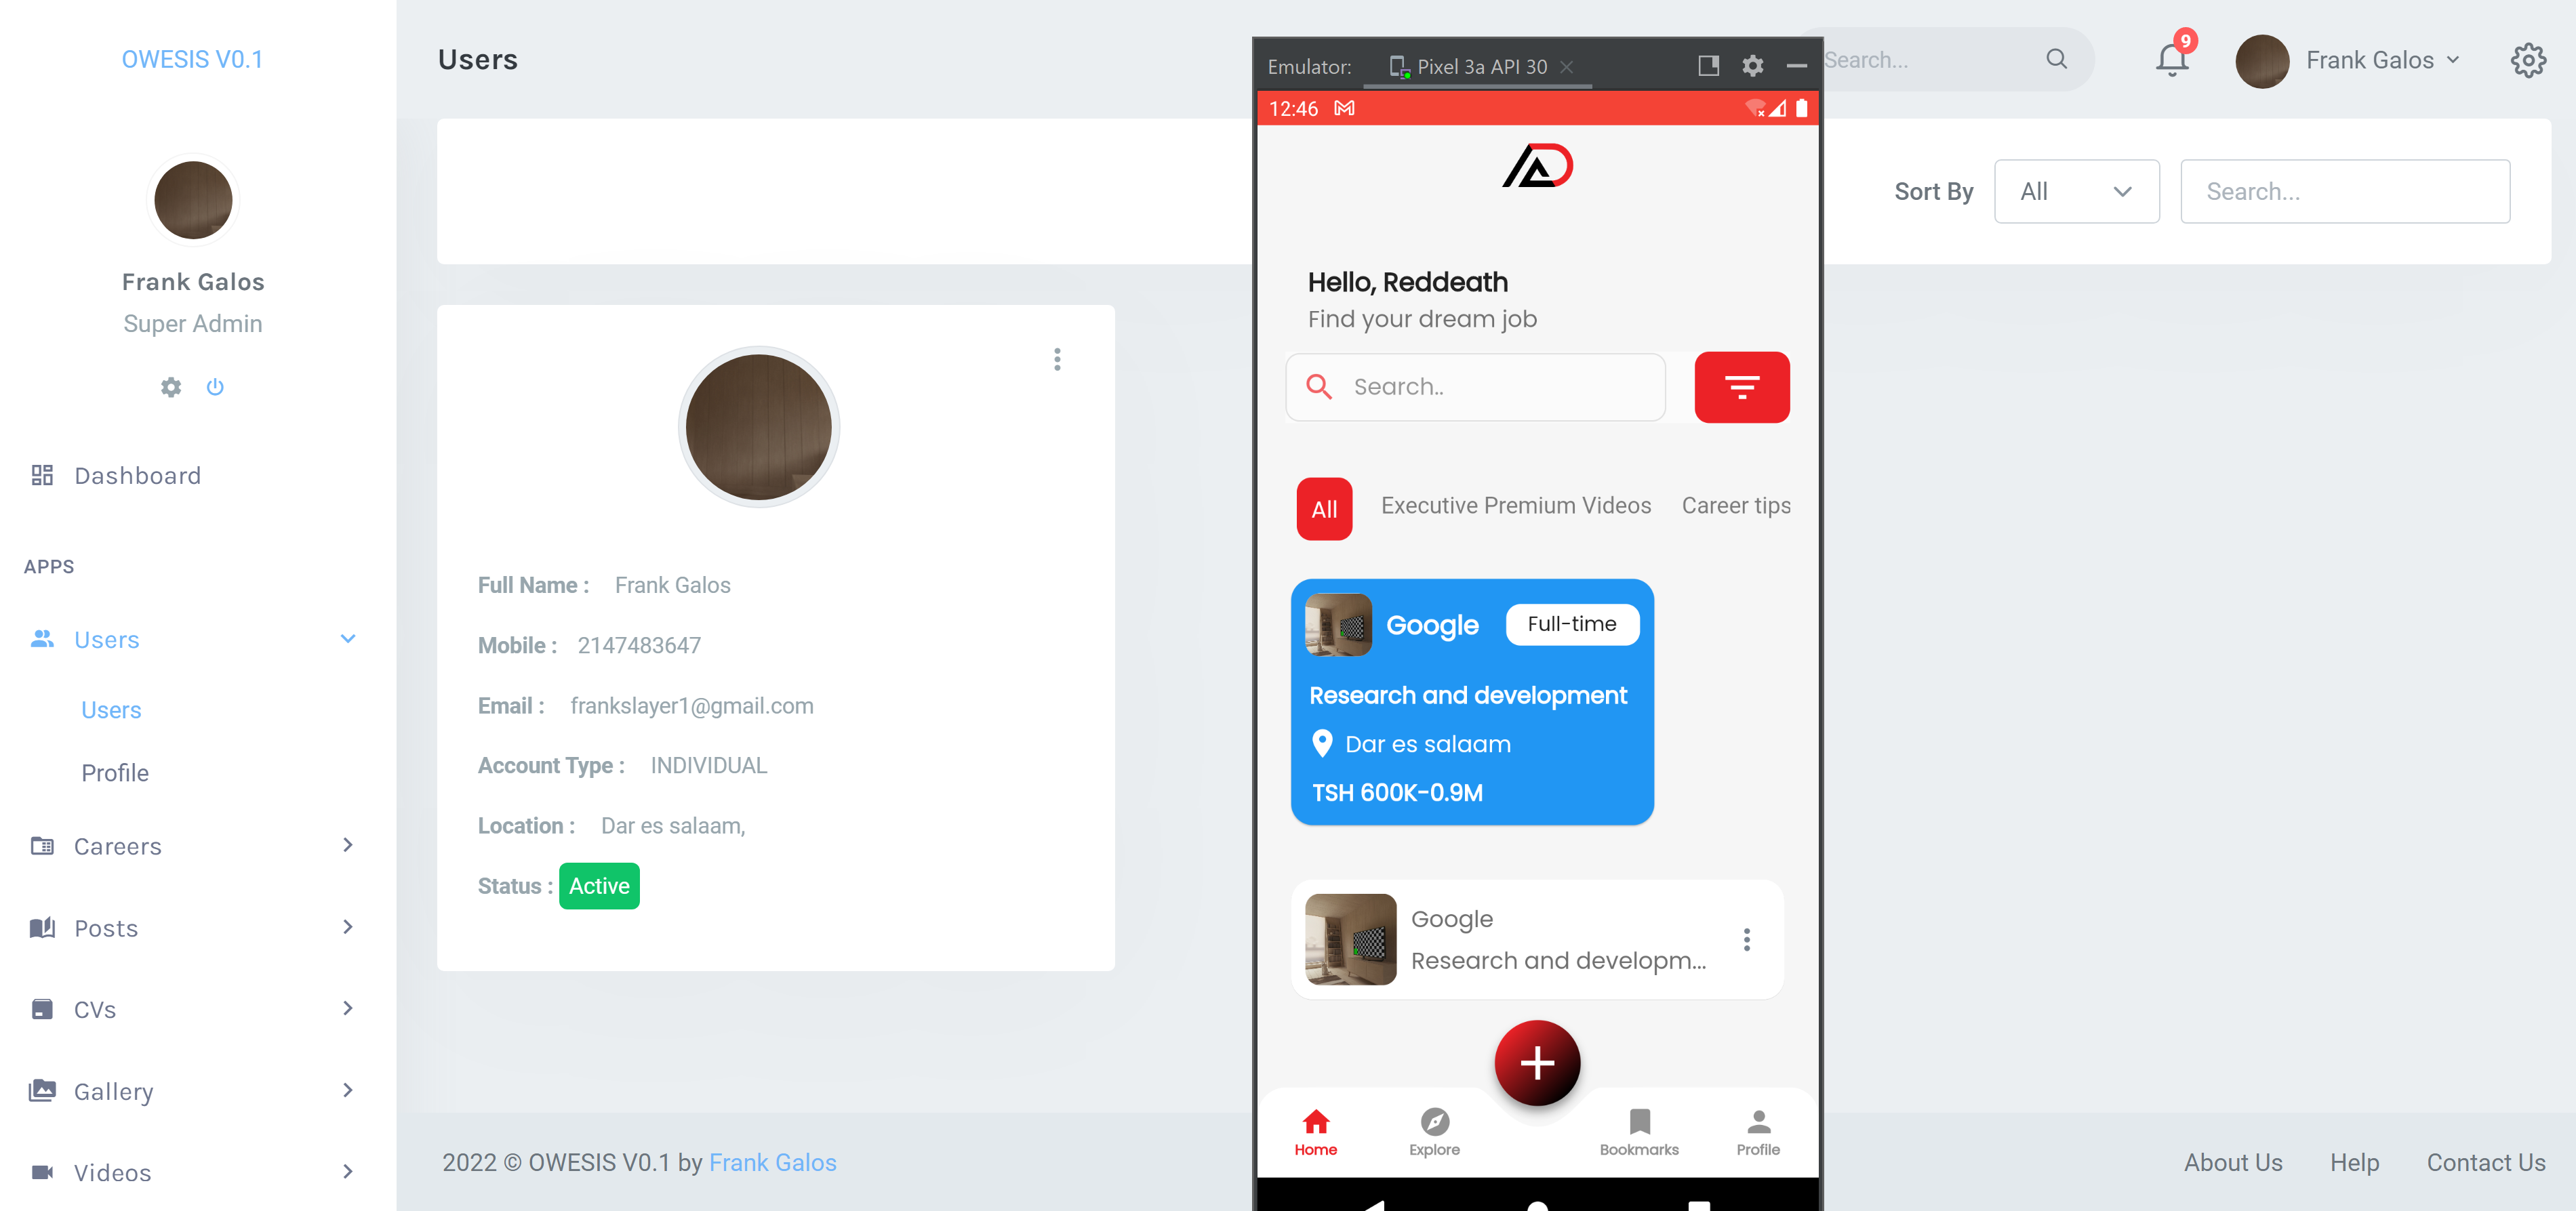 OWESIS V0.1
Frank Galos
Super Admin
Dashboard
APPS
Users
Users
Profile
Careers
Posts
CVs
Gallery
Videos
Users
Search...
9
Frank Galos
Sort By
All
Search...
Full Name : Frank Galos
Mobile : 2147483647
Email : frankslayer1@gmail.com
Account Type : INDIVIDUAL
Location : Dar es salaam,
Status : Active
2022 © OWESIS V0.1 by Frank Galos
About Us
Help
Contact Us
Emulator: Pixel 3a API 30
12:46
Hello, Reddeath
Find your dream job
Search..
All
Executive Premium Videos
Career tips
Google
Full-time
Research and development
Dar es salaam
TSH 600K-0.9M
Google
Research and developm...
Home
Explore
Bookmarks
Profile